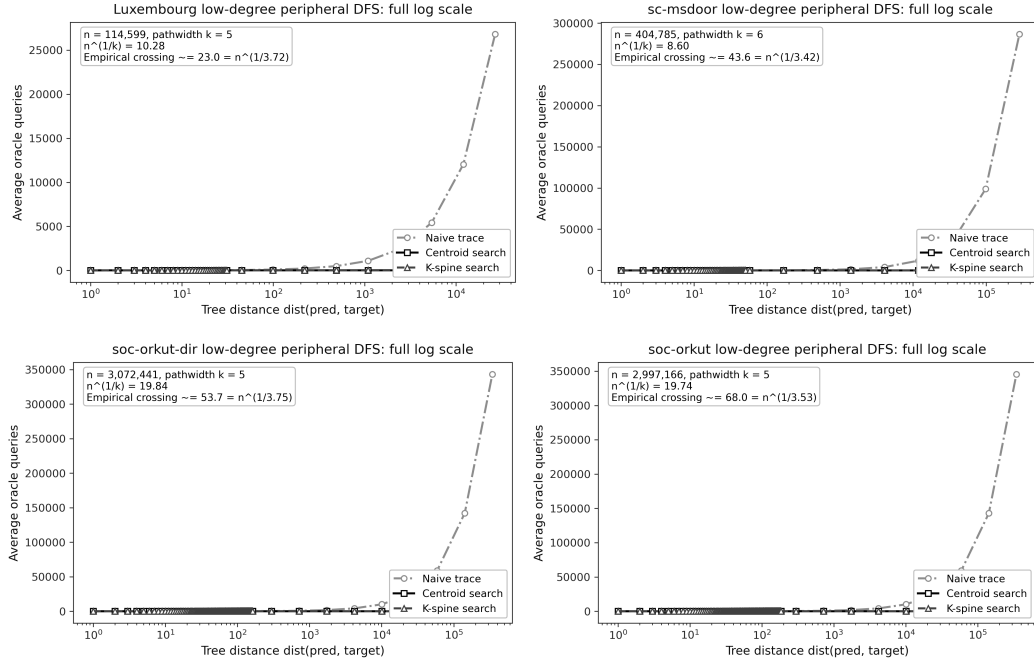 Luxembourg low-degree peripheral DFS: full log scale
n = 114,599, pathwidth k = 5
n^(1/k) = 10.28
Empirical crossing ~= 23.0 = n^(1/3.72)
25000
20000
15000
10000
5000
0
Average oracle queries
Naive trace
Centroid search
K-spine search
10^0
10^1
10^2
10^3
10^4
Tree distance dist(pred, target)
sc-msdoor low-degree peripheral DFS: full log scale
n = 404,785, pathwidth k = 6
n^(1/k) = 8.60
Empirical crossing ~= 43.6 = n^(1/3.42)
300000
250000
200000
150000
100000
50000
0
Average oracle queries
Naive trace
Centroid search
K-spine search
10^0
10^1
10^2
10^3
10^4
10^5
Tree distance dist(pred, target)
soc-orkut-dir low-degree peripheral DFS: full log scale
n = 3,072,441, pathwidth k = 5
n^(1/k) = 19.84
Empirical crossing ~= 53.7 = n^(1/3.75)
350000
300000
250000
200000
150000
100000
50000
0
Average oracle queries
Naive trace
Centroid search
K-spine search
10^0
10^1
10^2
10^3
10^4
10^5
Tree distance dist(pred, target)
soc-orkut low-degree peripheral DFS: full log scale
n = 2,997,166, pathwidth k = 5
n^(1/k) = 19.74
Empirical crossing ~= 68.0 = n^(1/3.53)
350000
300000
250000
200000
150000
100000
50000
0
Average oracle queries
Naive trace
Centroid search
K-spine search
10^0
10^1
10^2
10^3
10^4
10^5
Tree distance dist(pred, target)